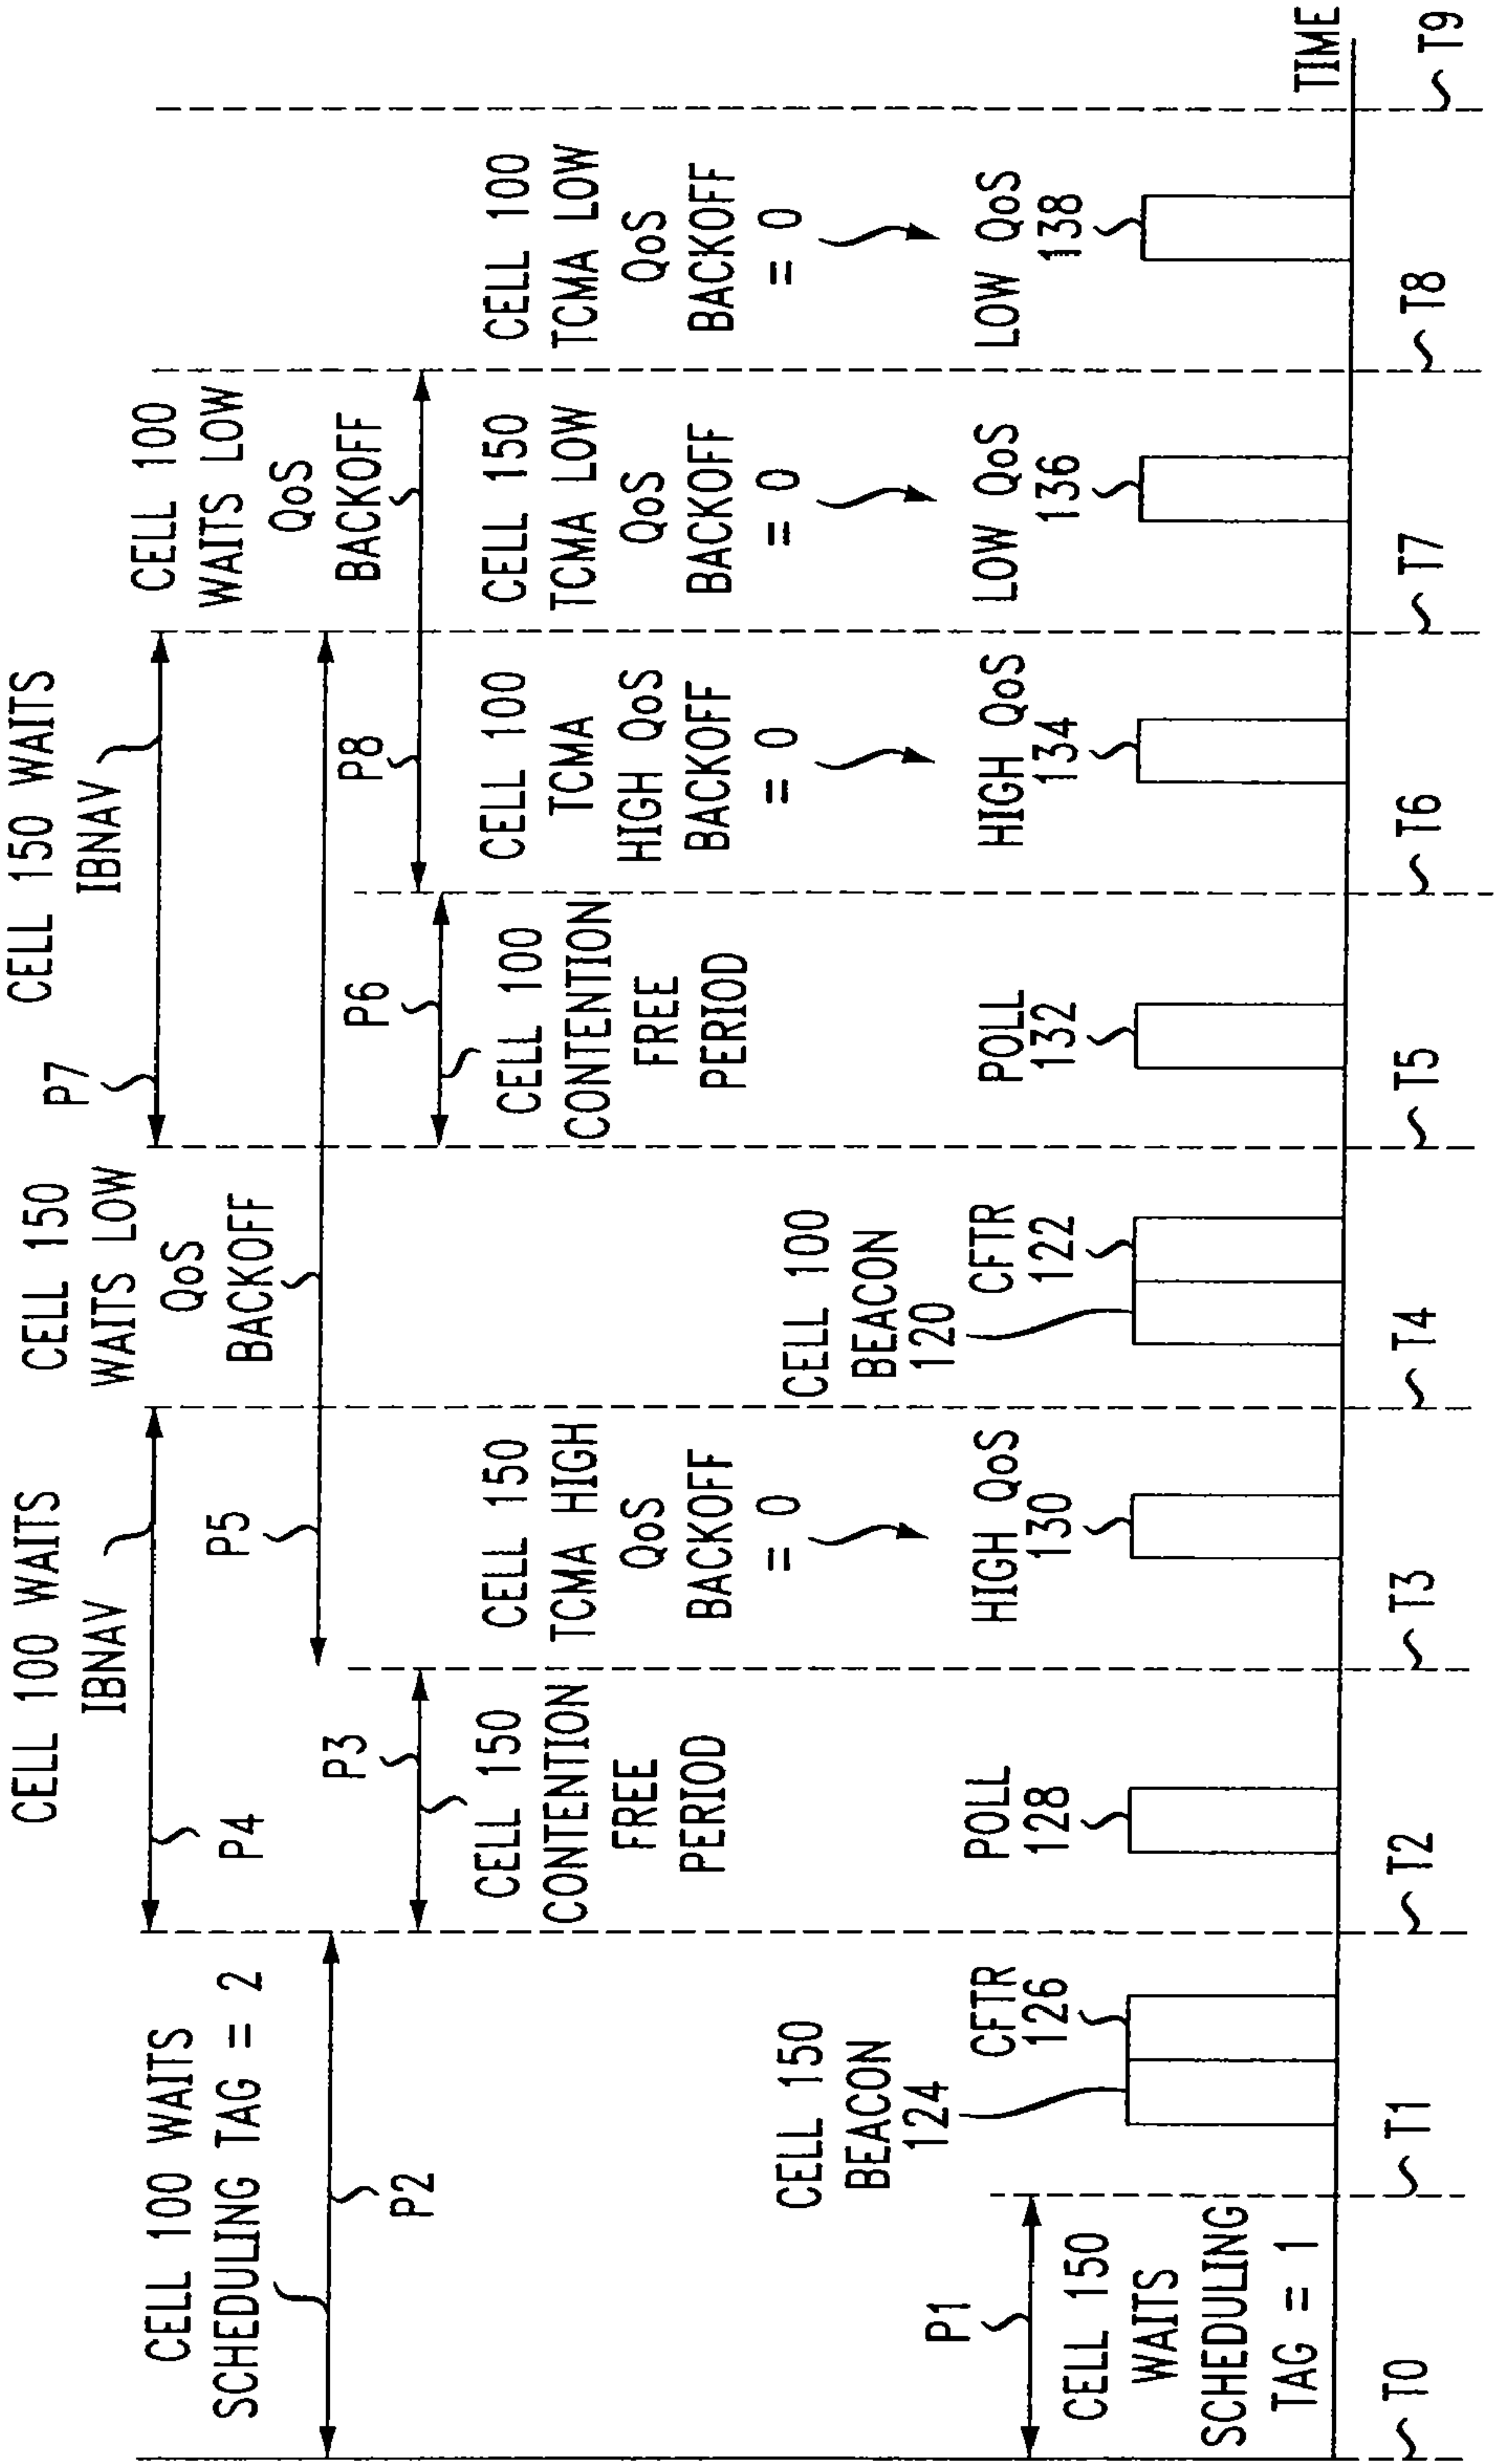 CELL 100 WAITS
SCHEDULING TAG = 2
P2
P1
CELL 150
WAITS
SCHEDULING
TAG = 1
CELL 150
BEACON
124
CFTR
126
CELL 100 WAITS
IBNAV
P4
P3
CELL 150
CONTENTION
FREE
PERIOD
POLL
128
P5
CELL 150
TCMA HIGH
QoS
BACKOFF
= 0
HIGH QoS
130
CELL 150
WAITS LOW
QoS
BACKOFF
CELL 100
BEACON
120
CFTR
122
CELL 150 WAITS
IBNAV
P7
P6
CELL 100
CONTENTION
FREE
PERIOD
POLL
132
P8
CELL 100
TCMA
HIGH QoS
BACKOFF
= 0
HIGH QoS
134
CELL 100
WAITS LOW
QoS
BACKOFF
CELL 150
TCMA LOW
QoS
BACKOFF
= 0
LOW QoS
136
CELL 100
TCMA LOW
QoS
BACKOFF
= 0
LOW QoS
138
TIME
T0
T1
T2
T3
T4
T5
T6
T7
T8
T9